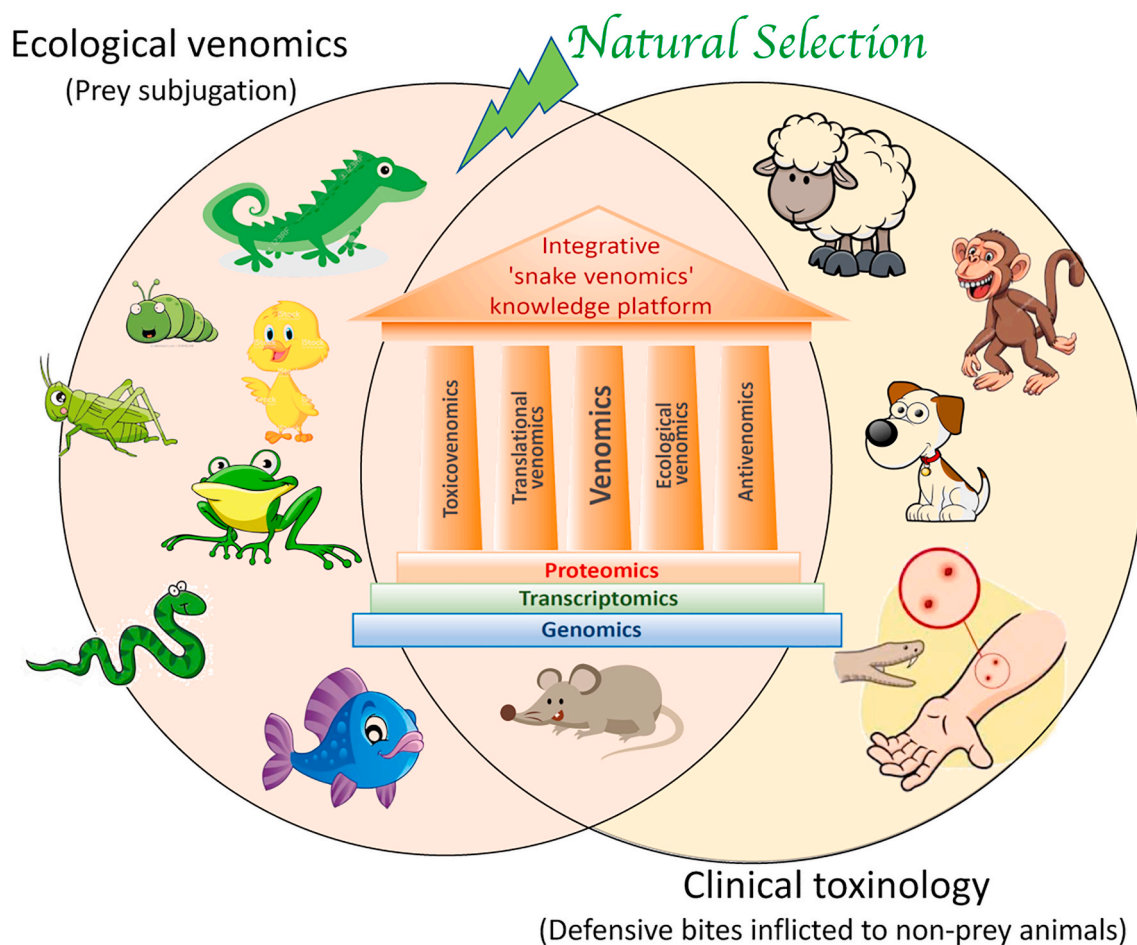 Ecological venomics
(Prey subjugation)
Natural Selection
Integrative
'snake venomics'
knowledge platform
Toxicovenomics
Translational
venomics
Venomics
Ecological
venomics
Antivenomics
Proteomics
Transcriptomics
Genomics
Clinical toxinology
(Defensive bites inflicted to non-prey animals)